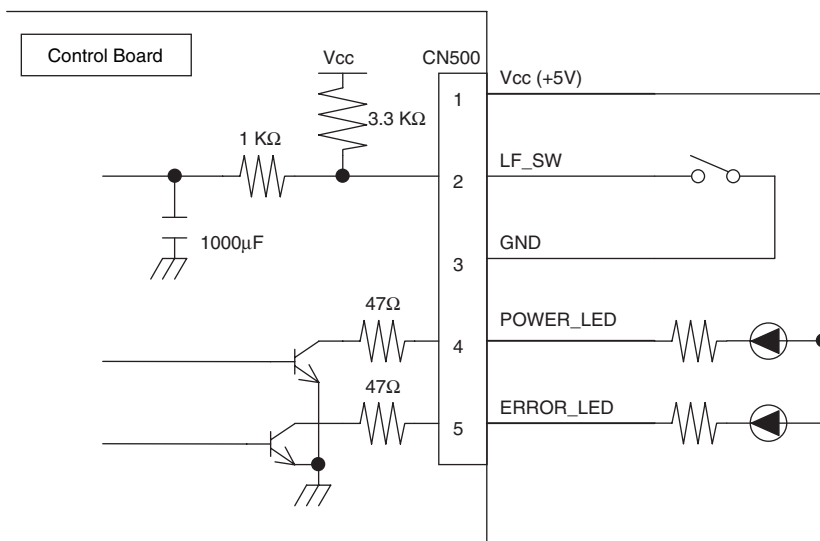 Control Board
Vcc
CN500
1
Vcc (+5V)
3.3 KΩ
1 KΩ
2
LF_SW
1000μF
3
GND
47Ω
4
POWER_LED
47Ω
5
ERROR_LED